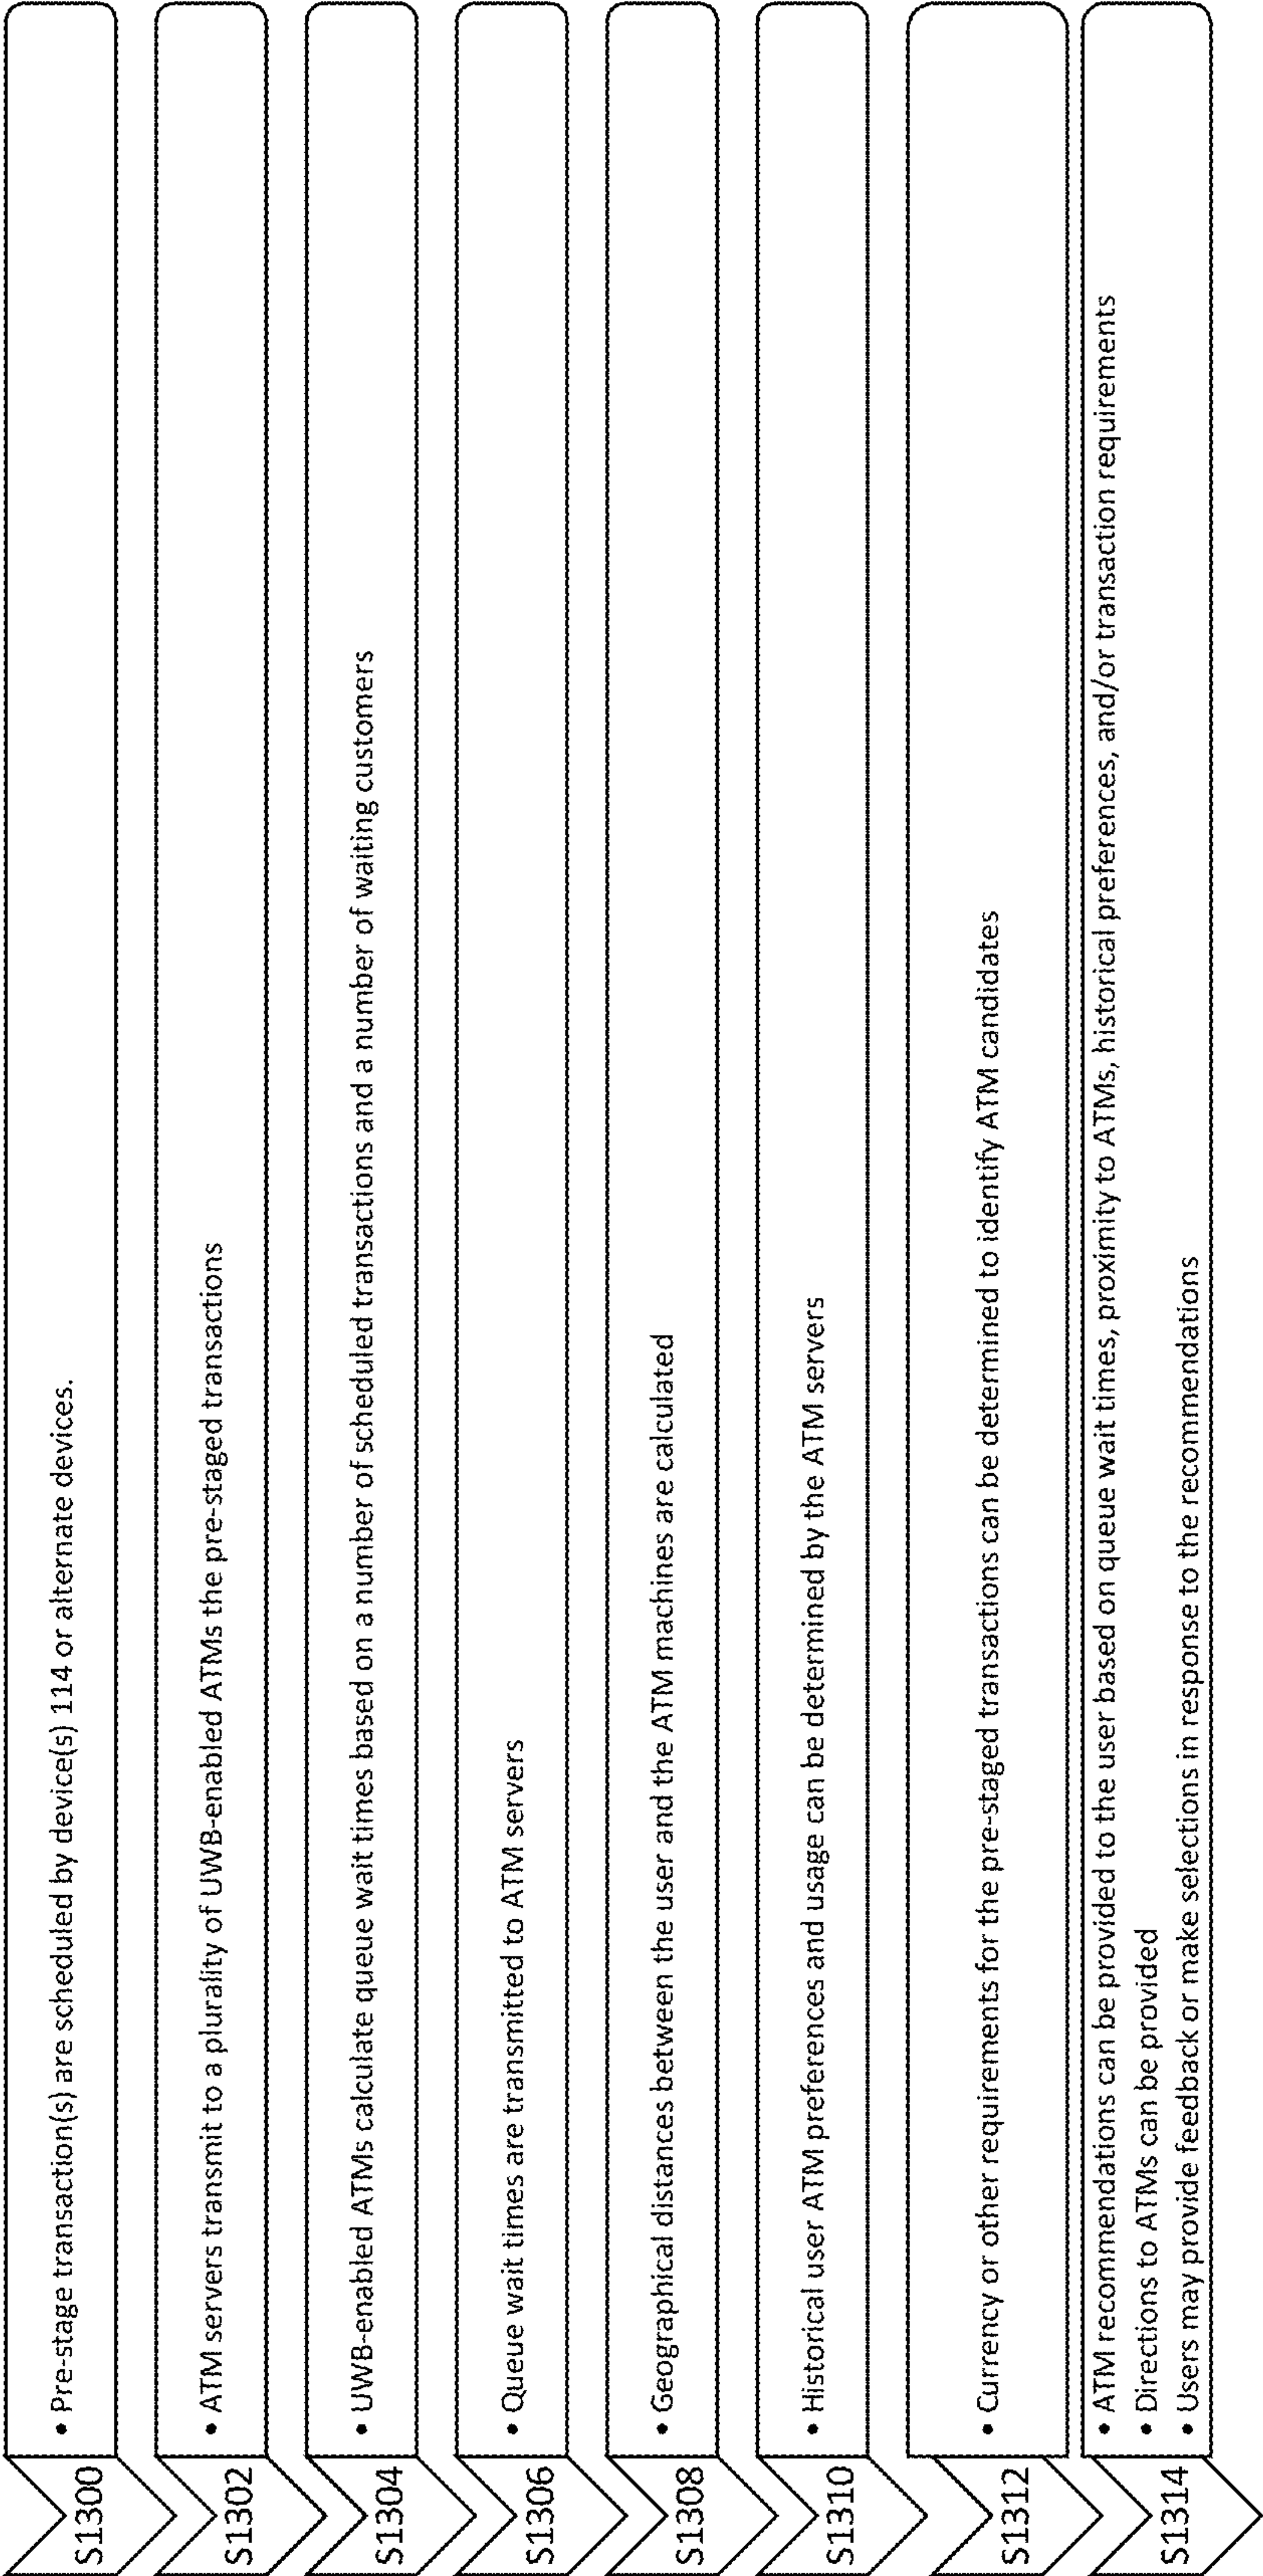 S1300
• Pre-stage transaction(s) are scheduled by device(s) 114 or alternate devices.
S1302
• ATM servers transmit to a plurality of UWB-enabled ATMs the pre-staged transactions
S1304
• UWB-enabled ATMs calculate queue wait times based on a number of scheduled transactions and a number of waiting customers
S1306
• Queue wait times are transmitted to ATM servers
S1308
• Geographical distances between the user and the ATM machines are calculated
S1310
• Historical user ATM preferences and usage can be determined by the ATM servers
S1312
• Currency or other requirements for the pre-staged transactions can be determined to identify ATM candidates
S1314
• ATM recommendations can be provided to the user based on queue wait times, proximity to ATMs, historical preferences, and/or transaction requirements
• Directions to ATMs can be provided
• Users may provide feedback or make selections in response to the recommendations